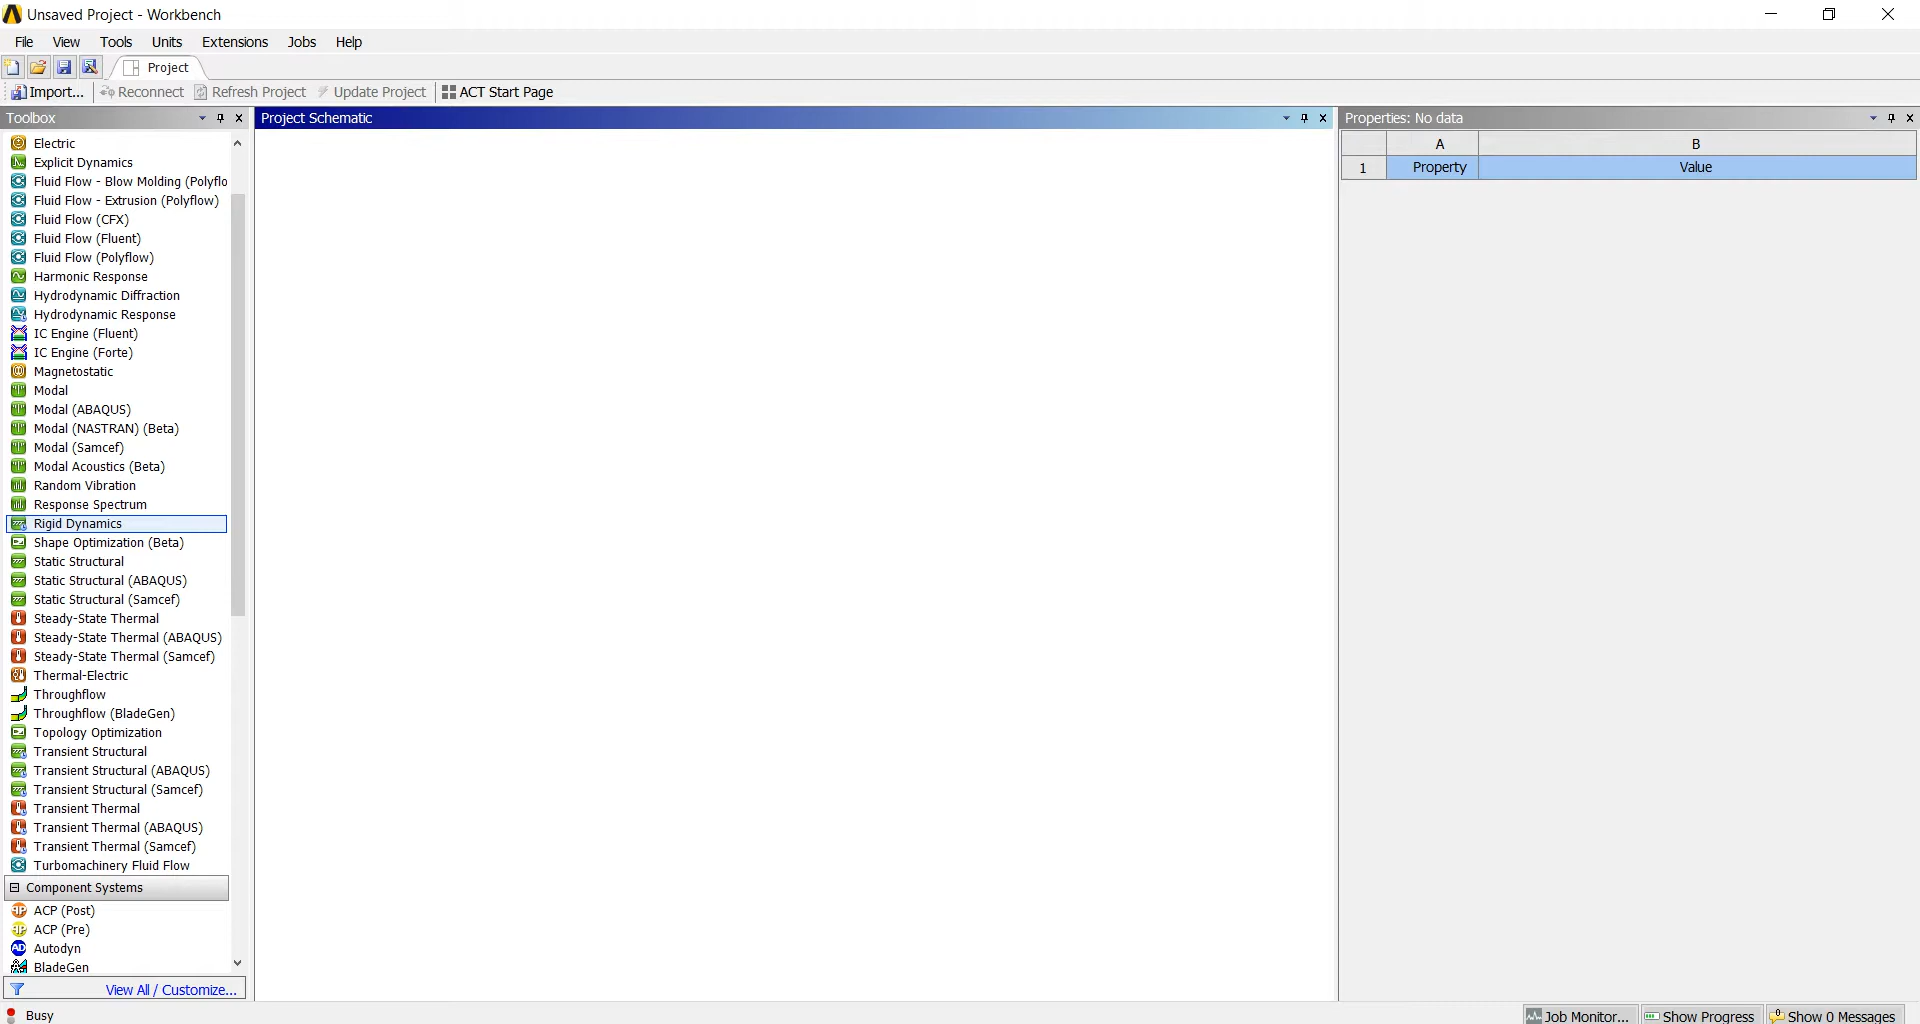 Unsaved Project - Workbench
File View Tools Units Extensions Jobs Help
Project
Import... Reconnect Refresh Project Update Project ACT Start Page
Toolbox
Electric
Explicit Dynamics
Fluid Flow - Blow Molding (Polyflo
Fluid Flow - Extrusion (Polyflow)
Fluid Flow (CFX)
Fluid Flow (Fluent)
Fluid Flow (Polyflow)
Harmonic Response
Hydrodynamic Diffraction
Hydrodynamic Response
IC Engine (Fluent)
IC Engine (Forte)
Magnetostatic
Modal
Modal (ABAQUS)
Modal (NASTRAN) (Beta)
Modal (Samcef)
Modal Acoustics (Beta)
Random Vibration
Response Spectrum
Rigid Dynamics
Shape Optimization (Beta)
Static Structural
Static Structural (ABAQUS)
Static Structural (Samcef)
Steady-State Thermal
Steady-State Thermal (ABAQUS)
Steady-State Thermal (Samcef)
Thermal-Electric
Throughflow
Throughflow (BladeGen)
Topology Optimization
Transient Structural
Transient Structural (ABAQUS)
Transient Structural (Samcef)
Transient Thermal
Transient Thermal (ABAQUS)
Transient Thermal (Samcef)
Turbomachinery Fluid Flow
Component Systems
ACP (Post)
ACP (Pre)
Autodyn
BladeGen
View All / Customize...
Project Schematic
Properties: No data
A B
1 Property Value
Busy
Job Monitor... Show Progress Show 0 Messages